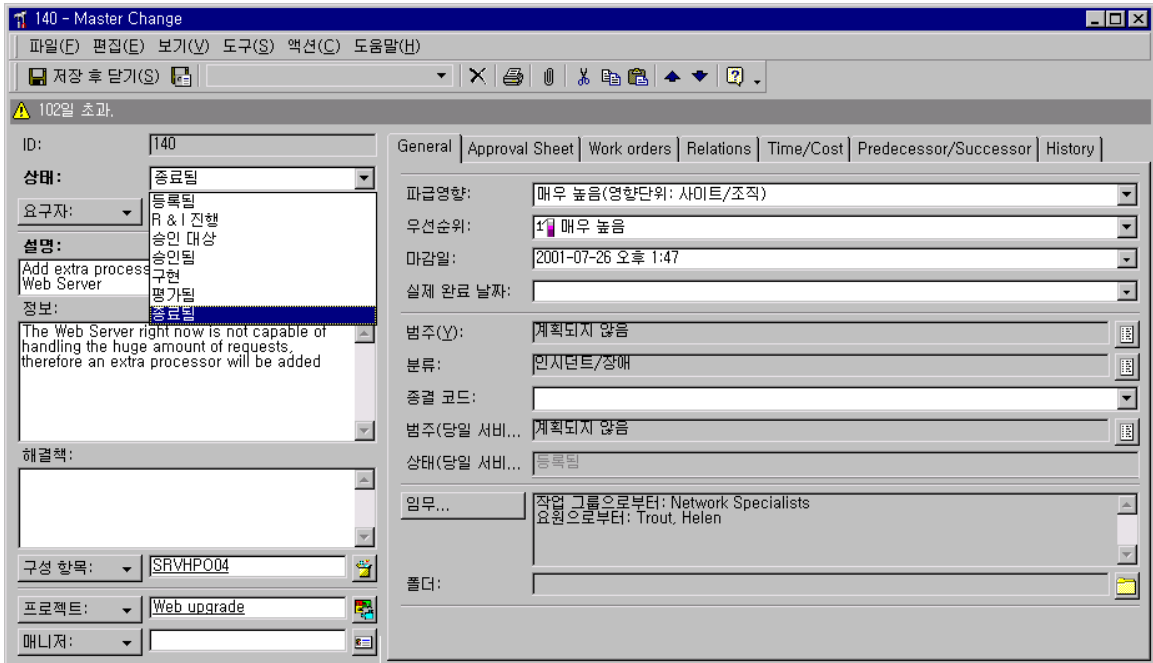 140 - Master Change
파일(F) 편집(E) 보기(V) 도구(S) 액션(C) 도움말(H)
저장 후 닫기(S)
102일 초과.
ID: 140
상태: 종료됨
등록됨
R & I 진행
승인 대상
승인됨
구현
평가됨
종료됨
요구자:
설명:
Add extra process
Web Server
정보:
The Web Server right now is not capable of
handling the huge amount of requests,
therefore an extra processor will be added
해결책:
구성 항목: SRVHPO04
프로젝트: Web upgrade
매니저:
General Approval Sheet Work orders Relations Time/Cost Predecessor/Successor History
파급영향: 매우 높음(영향단위: 사이트/조직)
우선순위: 1 매우 높음
마감일: 2001-07-26 오후 1:47
실제 완료 날짜:
범주(Y): 계획되지 않음
분류: 인시던트/장애
종결 코드:
범주(당일 서비... 계획되지 않음
상태(당일 서비... 등록됨
임무... 작업 그룹으로부터: Network Specialists
요원으로부터: Trout, Helen
폴더: